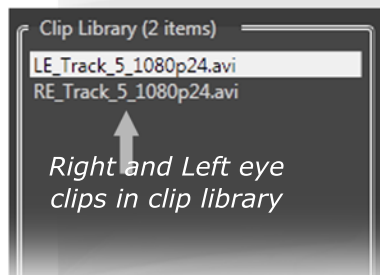 Clip Library (2 items)
LE_Track_5_1080p24.avi
RE_Track_5_1080p24.avi
Right and Left eye
clips in clip library